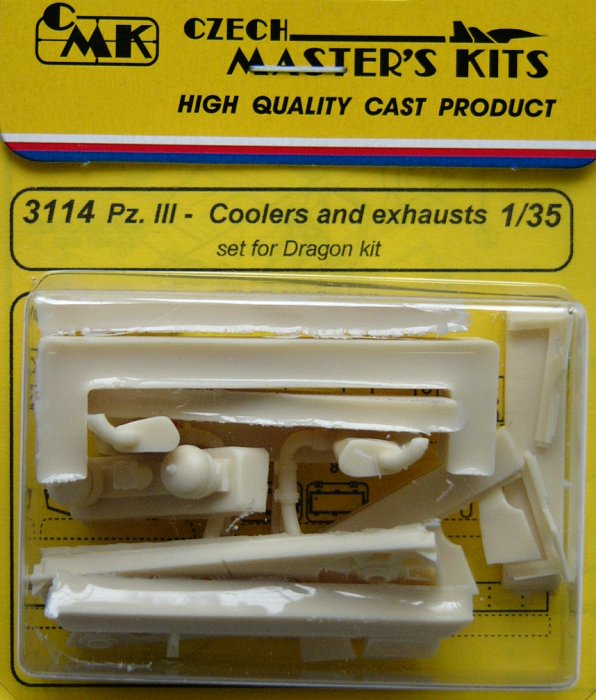 CMK
CZECH
MASTER'S KITS
HIGH QUALITY CAST PRODUCT
3114 Pz. III - Coolers and exhausts 1/35
set for Dragon kit